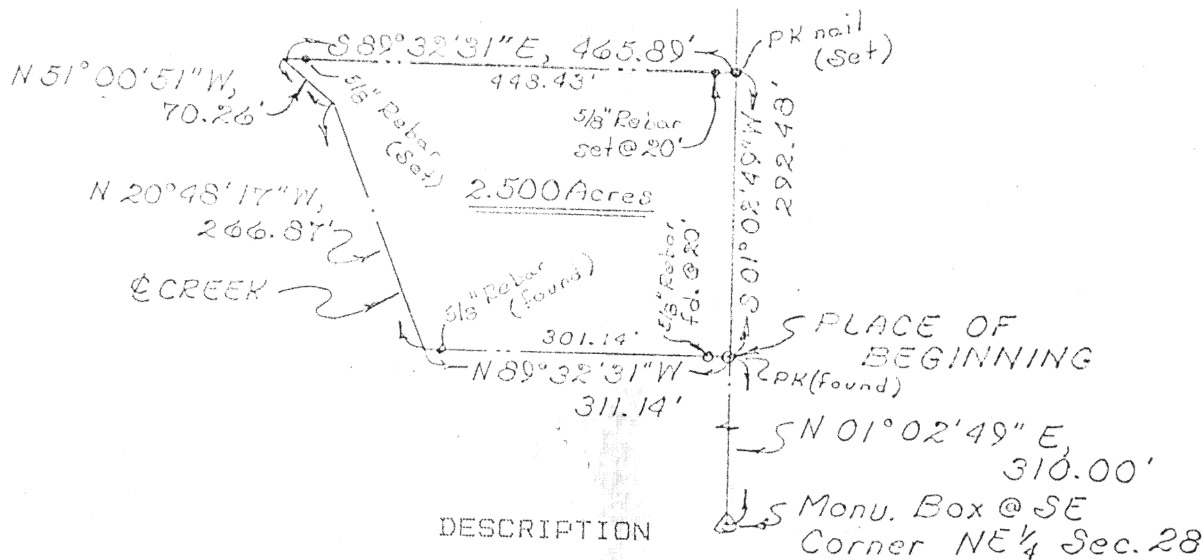 S 89°32'31" E, 465.89'
448.43'
PK nail
(Set)
N 51°00'51" W,
70.26'
5/8" Rebar
(Set)
5/8" Rebar
set @ 20'
S 01°02'49" W
292.48'
2.500 Acres
N 20°48'17" W,
266.87'
℄ CREEK
5/8" Rebar
(found)
5/8" Rebar
fd. @ 20'
301.14'
N 89°32'31" W
311.14'
PLACE OF
BEGINNING
PK (found)
N 01°02'49" E,
310.00'
Monu. Box @ SE
Corner NE ¼ Sec. 28
DESCRIPTION